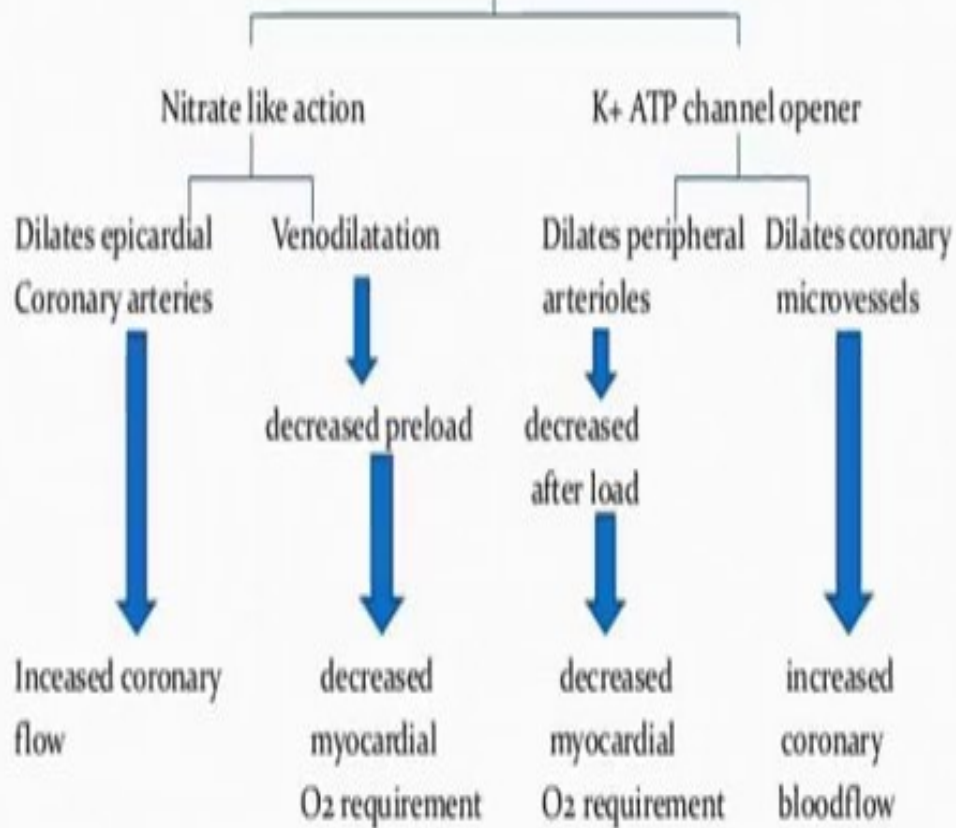 Nitrate like action
K+ ATP channel opener
Dilates epicardial
Coronary arteries
Venodilatation
Dilates peripheral
arterioles
Dilates coronary
microvessels
decreased preload
decreased
after load
Inceased coronary
flow
decreased
myocardial
O2 requirement
decreased
myocardial
O2 requirement
increased
coronary
bloodflow